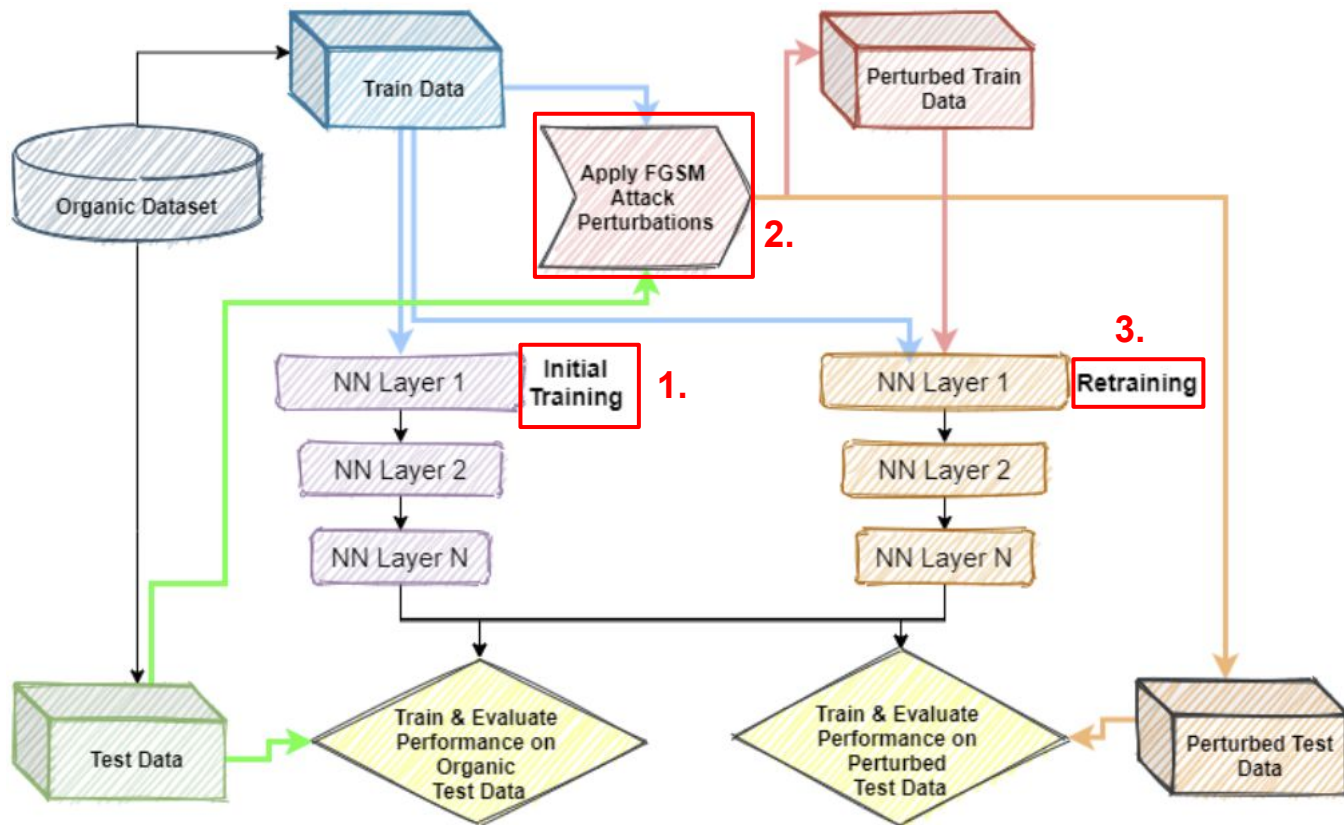 Train Data
Perturbed Train
Data
Organic Dataset
Apply FGSM
Attack
Perturbations
2.
NN Layer 1
Initial
Training
1.
NN Layer 1
3.
Retraining
NN Layer 2
NN Layer 2
NN Layer N
NN Layer N
Test Data
Train & Evaluate
Performance on
Organic
Test Data
Train & Evaluate
Performance on
Perturbed
Test Data
Perturbed Test
Data